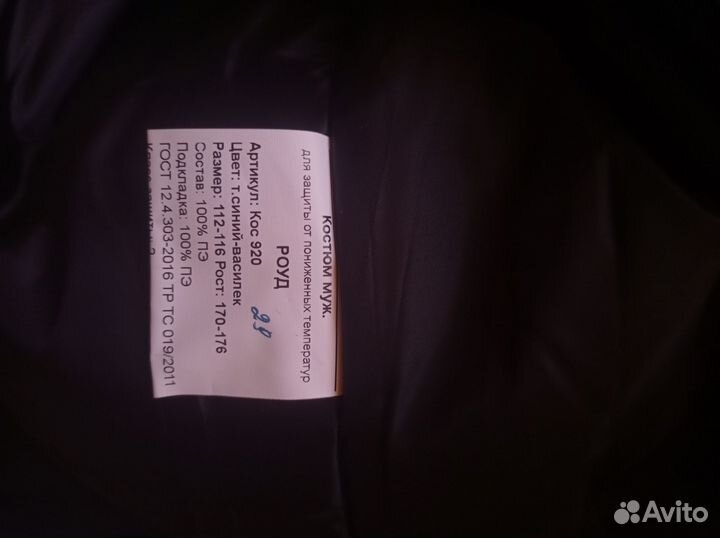 Костюм муж.
для защиты от пониженных температур
РОУД
Артикул: Кос 920
Цвет: т.синий-василек
Размер: 112-116 Рост: 170-176
Состав: 100% ПЭ
Подкладка: 100% ПЭ
ГОСТ 12.4.303-2016 ТР ТС 019/2011
Avito